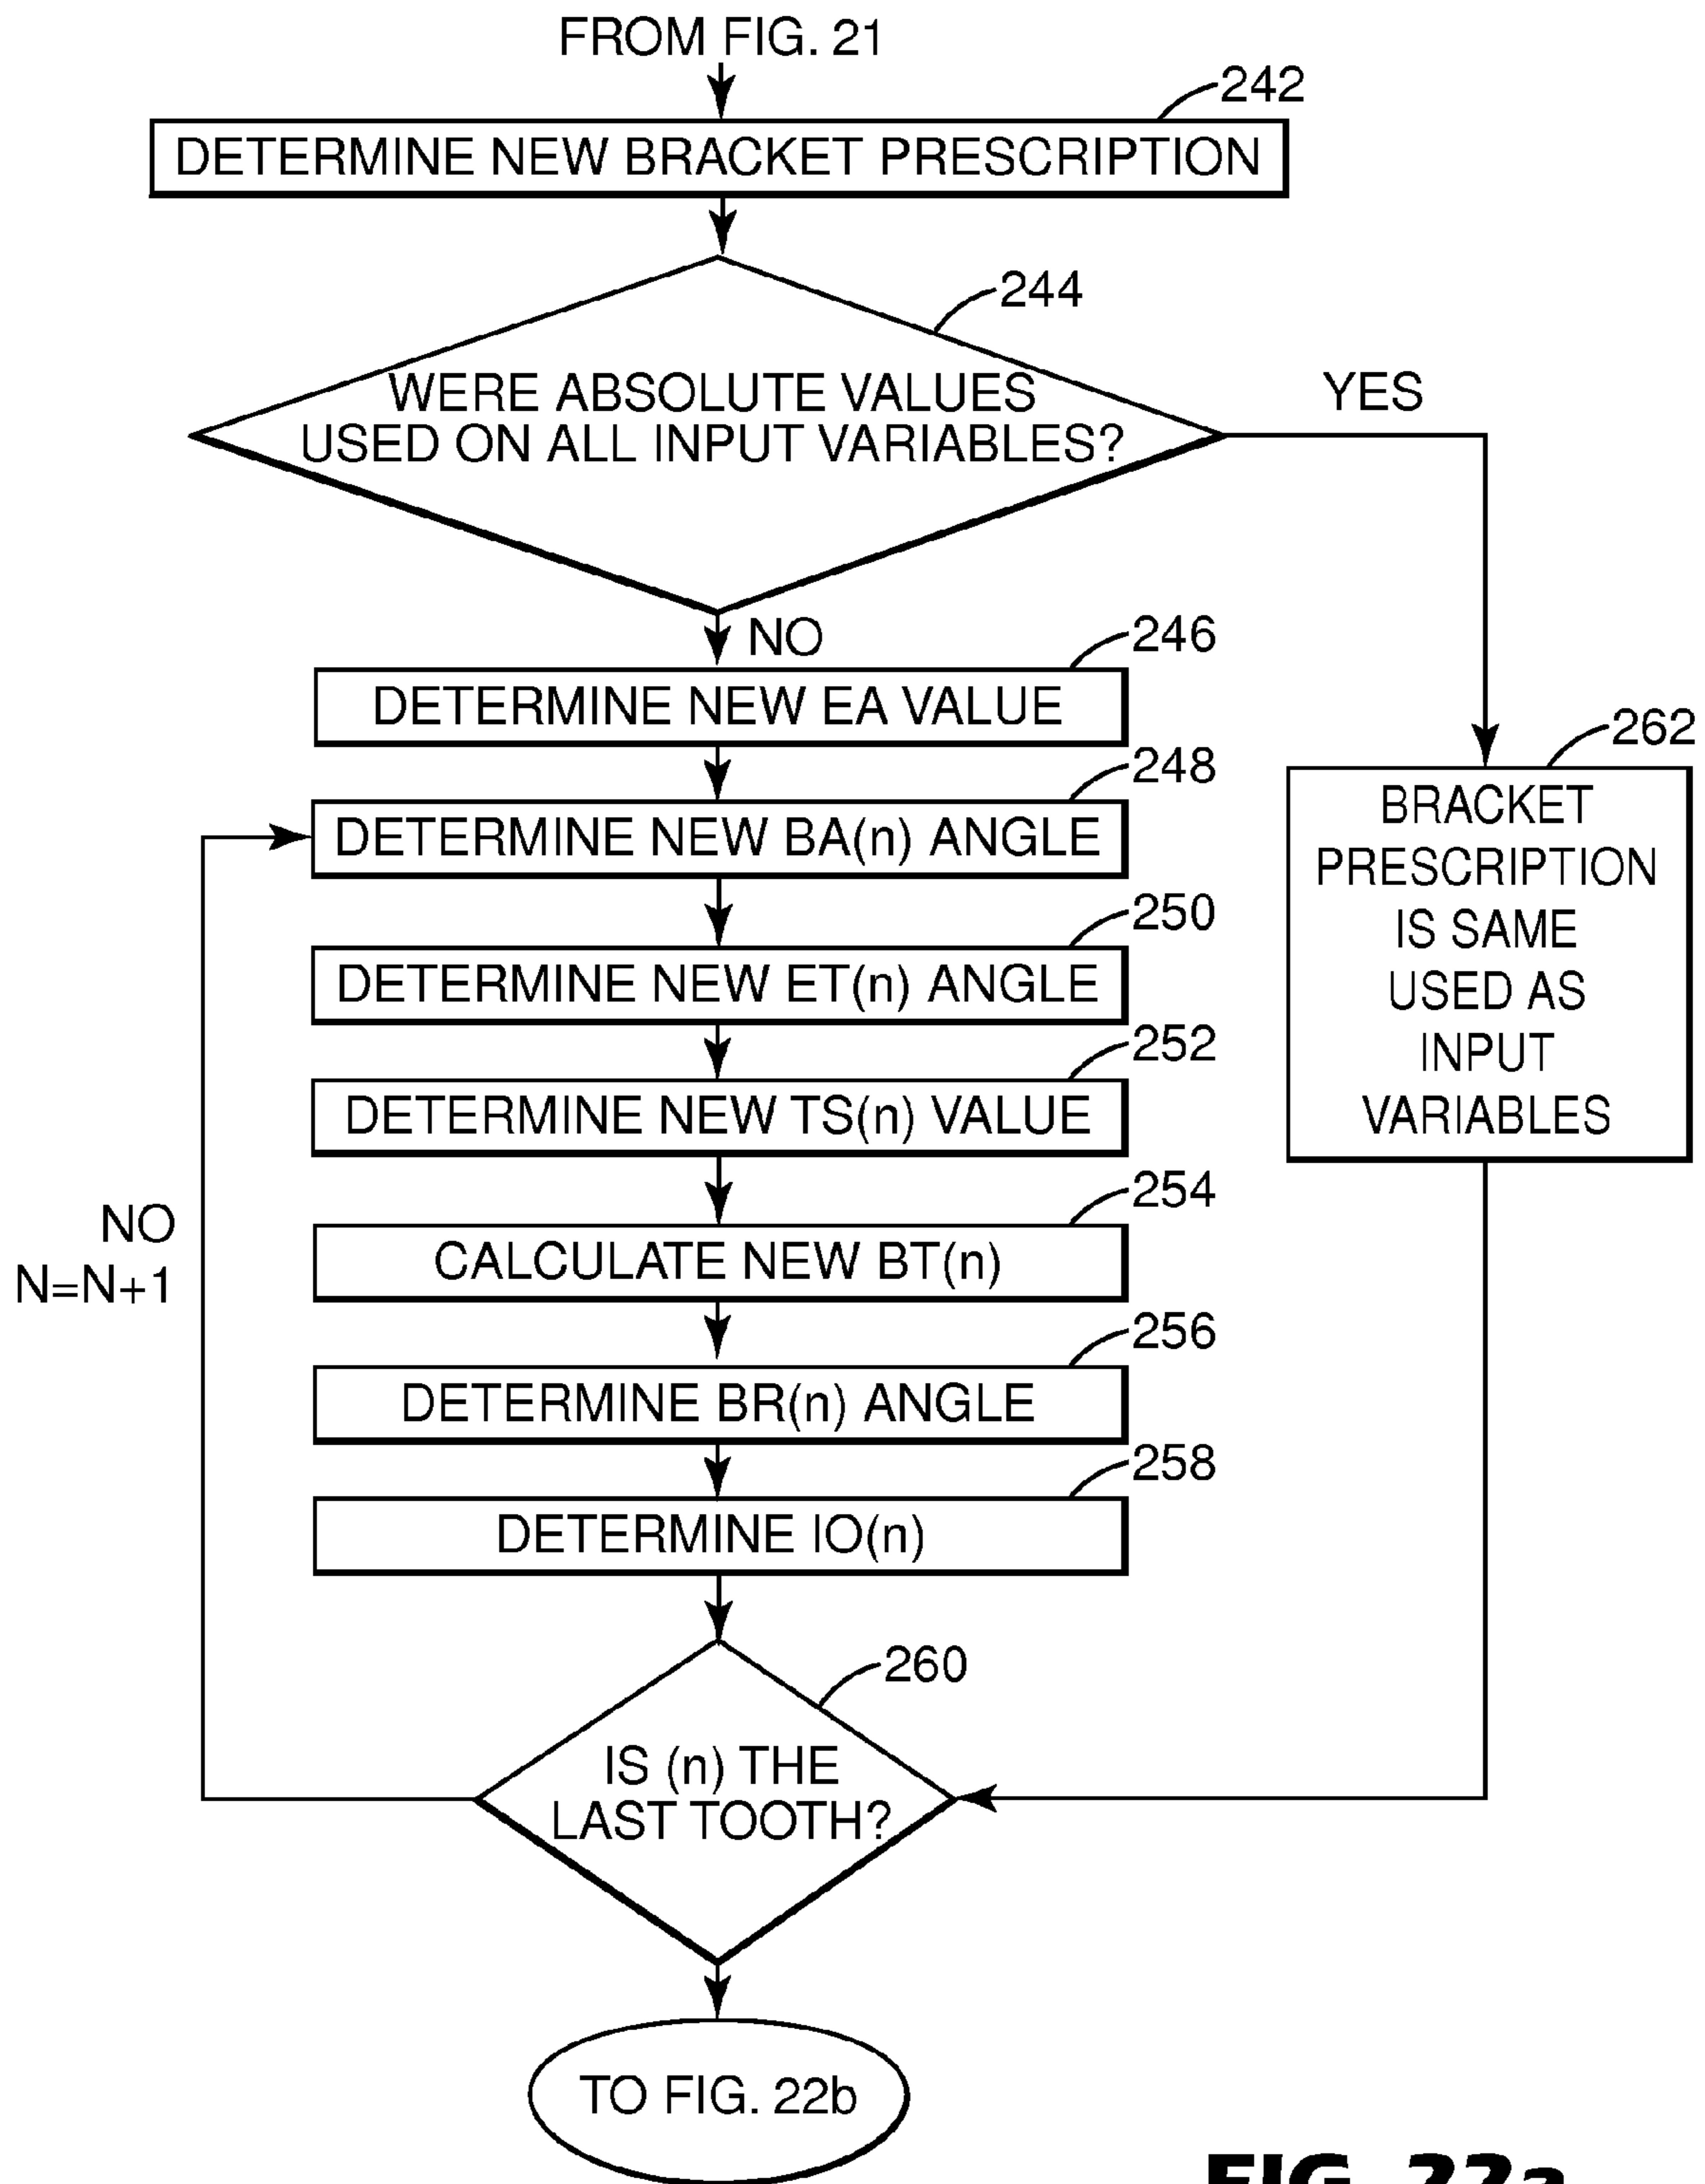 FROM FIG. 21
242
DETERMINE NEW BRACKET PRESCRIPTION
244
WERE ABSOLUTE VALUES
USED ON ALL INPUT VARIABLES?
YES
NO
246
DETERMINE NEW EA VALUE
248
DETERMINE NEW BA(n) ANGLE
250
DETERMINE NEW ET(n) ANGLE
252
DETERMINE NEW TS(n) VALUE
254
CALCULATE NEW BT(n)
256
DETERMINE BR(n) ANGLE
258
DETERMINE IO(n)
262
BRACKET
PRESCRIPTION
IS SAME
USED AS
INPUT
VARIABLES
NO
N=N+1
260
IS (n) THE
LAST TOOTH?
TO FIG. 22b
FIG. 22a